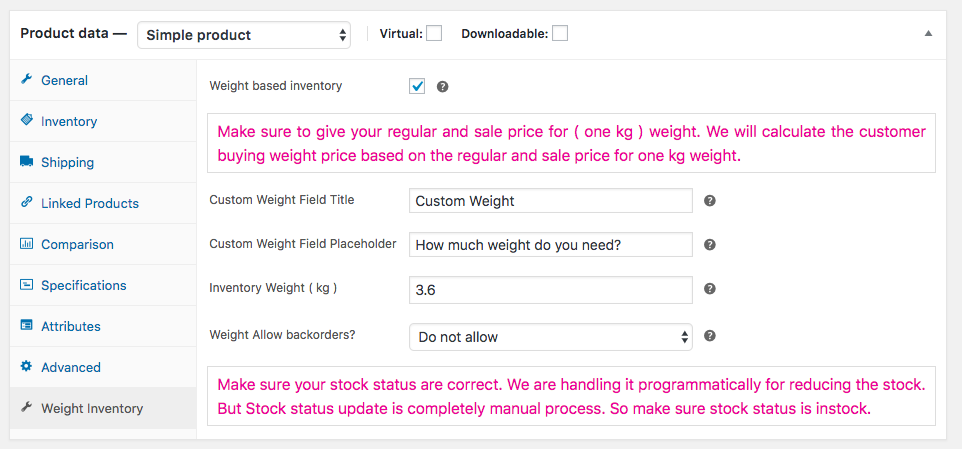 Product data — Simple product Virtual: Downloadable:
General
Inventory
Shipping
Linked Products
Comparison
Specifications
Attributes
Advanced
Weight Inventory
Weight based inventory
Make sure to give your regular and sale price for ( one kg ) weight. We will calculate the customer
buying weight price based on the regular and sale price for one kg weight.
Custom Weight Field Title Custom Weight
Custom Weight Field Placeholder How much weight do you need?
Inventory Weight ( kg ) 3.6
Weight Allow backorders? Do not allow
Make sure your stock status are correct. We are handling it programmatically for reducing the stock.
But Stock status update is completely manual process. So make sure stock status is instock.